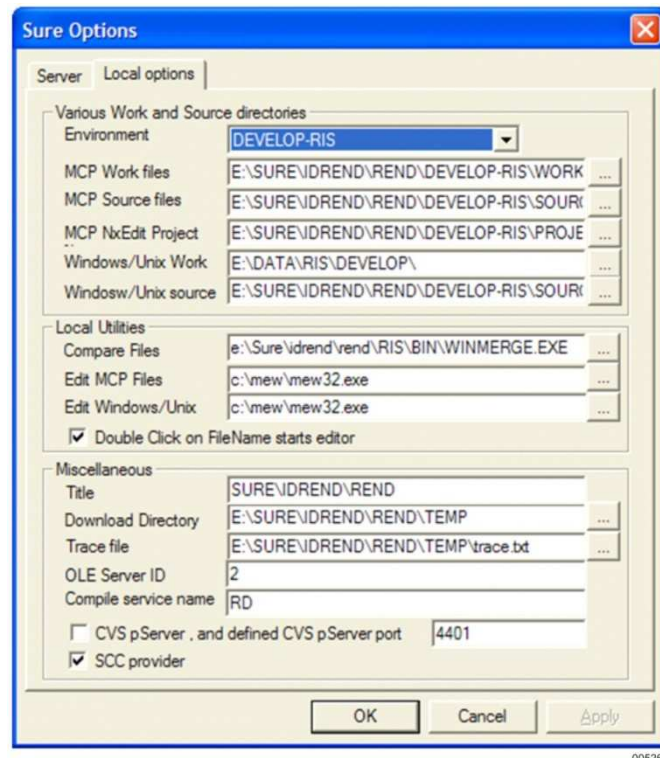 Sure Options
Server Local options
Various Work and Source directories
Environment DEVELOP-RIS
MCP Work files E:\SURE\IDREND\REND\DEVELOP-RIS\WORK ...
MCP Source files E:\SURE\IDREND\REND\DEVELOP-RIS\SOUR( ...
MCP NxEdit Project E:\SURE\IDREND\REND\DEVELOP-RIS\PROJE ...
Windows/Unix Work E:\DATA\RIS\DEVELOP\ ...
Windosw/Unix source E:\SURE\IDREND\REND\DEVELOP-RIS\SOUR( ...
Local Utilities
Compare Files e:\Sure\idrend\rend\RIS\BIN\WINMERGE.EXE ...
Edit MCP Files c:\mew\mew32.exe ...
Edit Windows/Unix c:\mew\mew32.exe ...
Double Click on FileName starts editor
Miscellaneous
Title SURE\IDREND\REND
Download Directory E:\SURE\IDREND\REND\TEMP ...
Trace file E:\SURE\IDREND\REND\TEMP\trace.txt ...
OLE Server ID 2
Compile service name RD
CVS pServer , and defined CVS pServer port 4401
SCC provider
OK Cancel Apply